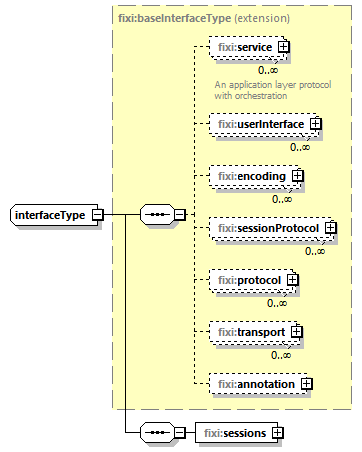 fixi:baseInterfaceType (extension)
fixi:service
0..∞
An application layer protocol
with orchestration
fixi:userInterface
0..∞
fixi:encoding
0..∞
interfaceType
fixi:sessionProtocol
0..∞
fixi:protocol
0..∞
fixi:transport
0..∞
fixi:annotation
fixi:sessions